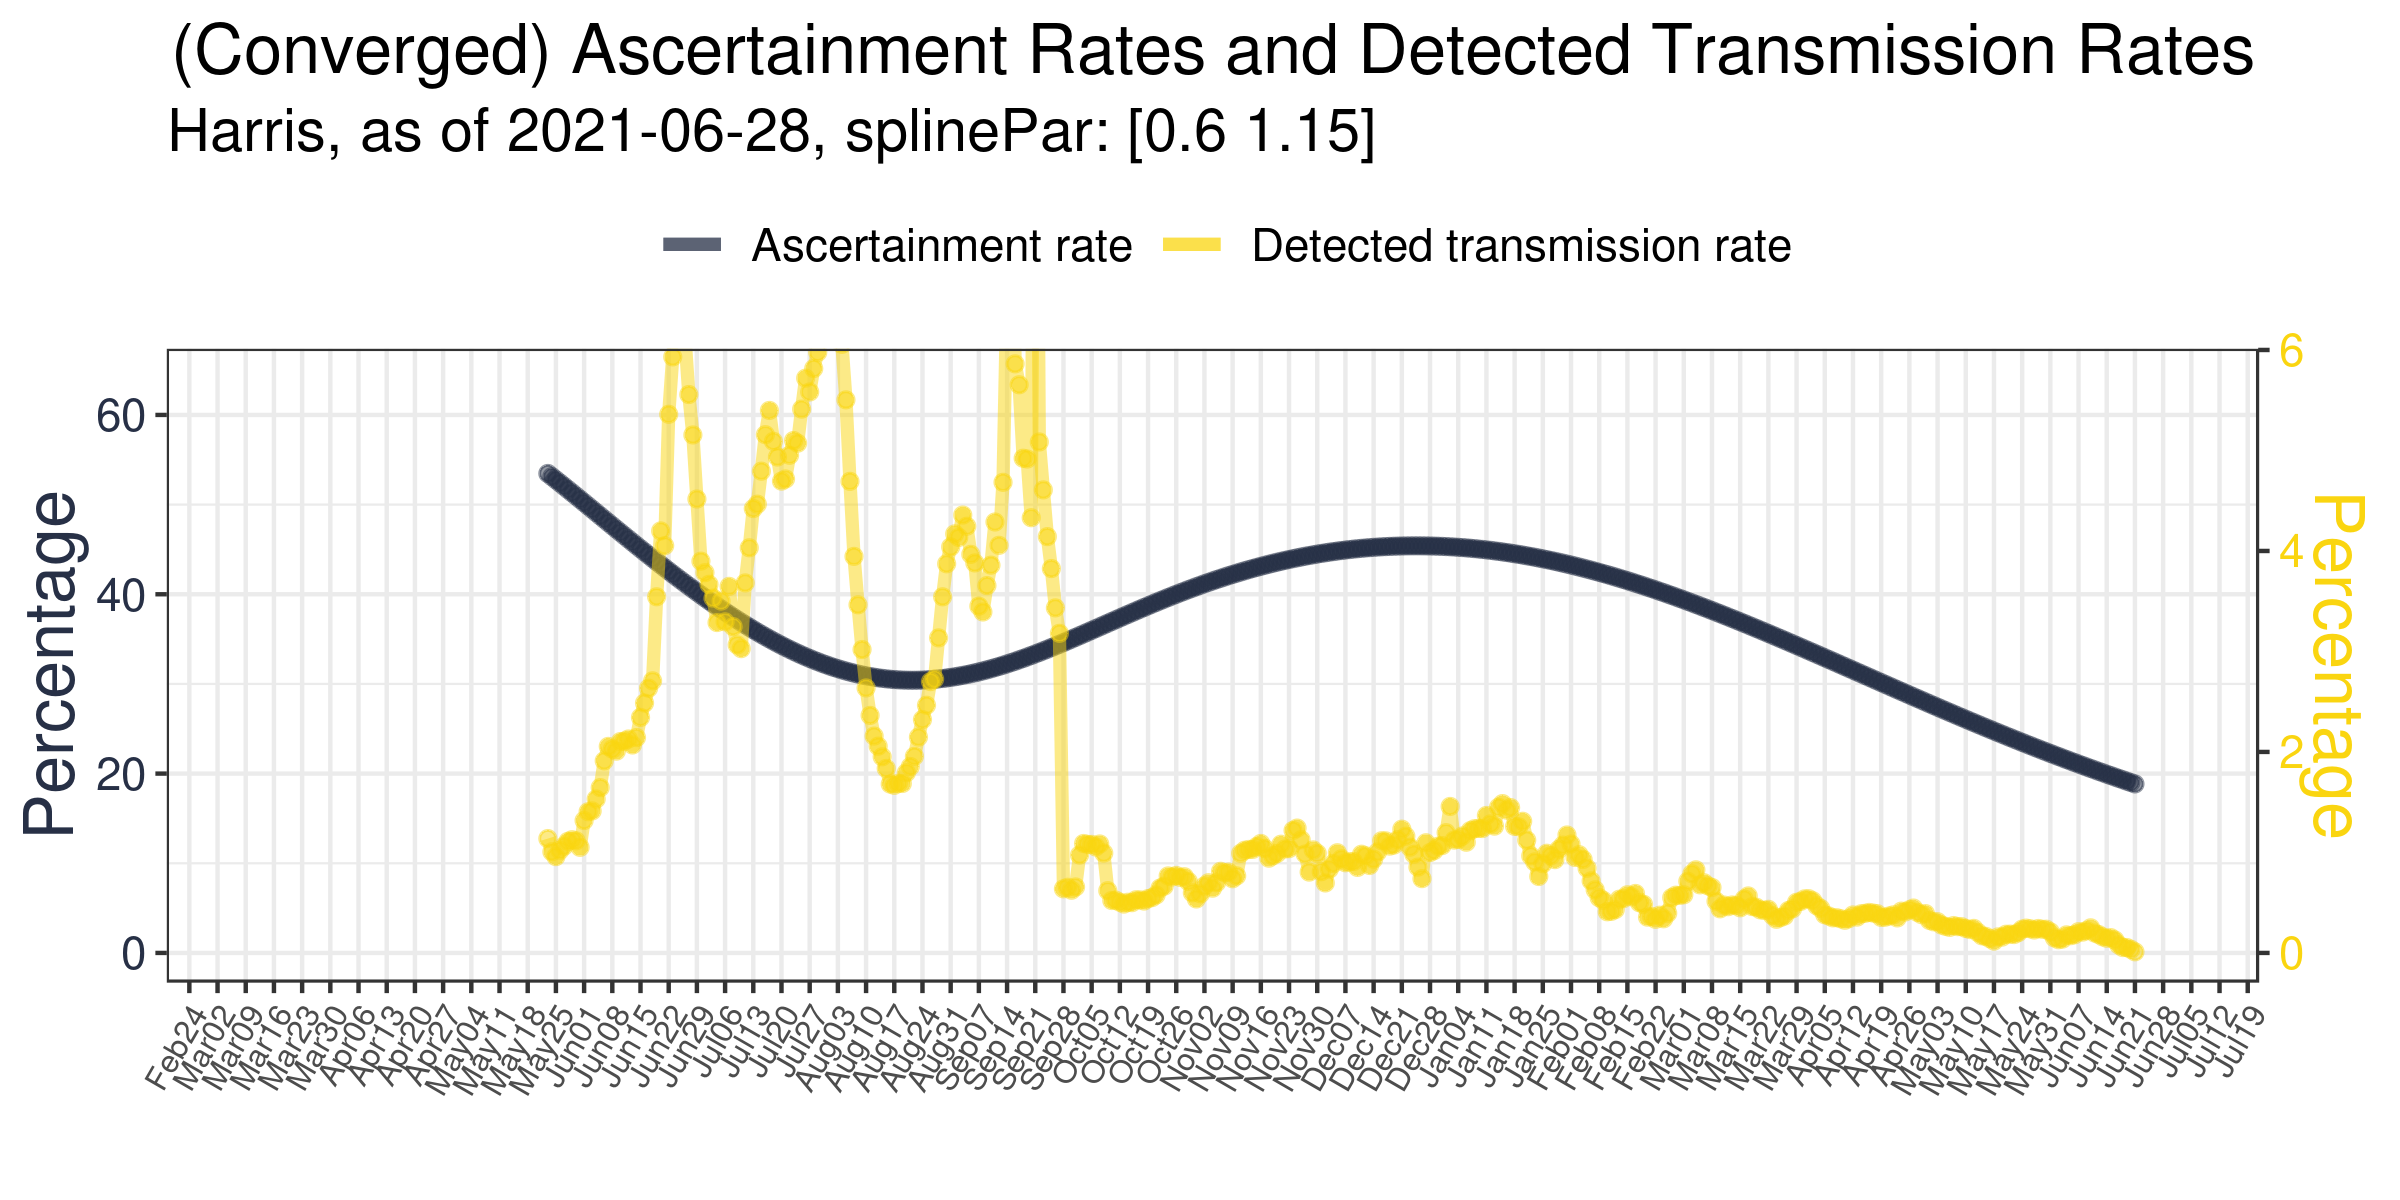 (Converged) Ascertainment Rates and Detected Transmission Rates
Harris, as of 2021-06-28, splinePar: [0.6 1.15]
Ascertainment rate
Detected transmission rate
Percentage
60
40
20
0
6
4
2
0
Percentage
Feb24
Mar02
Mar09
Mar16
Mar23
Mar30
Apr06
Apr13
Apr20
Apr27
May04
May11
May18
May25
Jun01
Jun08
Jun15
Jun22
Jun29
Jul06
Jul13
Jul20
Jul27
Aug03
Aug10
Aug17
Aug24
Aug31
Sep07
Sep14
Sep21
Sep28
Oct05
Oct12
Oct19
Oct26
Nov02
Nov09
Nov16
Nov23
Nov30
Dec07
Dec14
Dec21
Dec28
Jan04
Jan11
Jan18
Jan25
Feb01
Feb08
Feb15
Feb22
Mar01
Mar08
Mar15
Mar22
Mar29
Apr05
Apr12
Apr19
Apr26
May03
May10
May17
May24
May31
Jun07
Jun14
Jun21
Jun28
Jul05
Jul12
Jul19